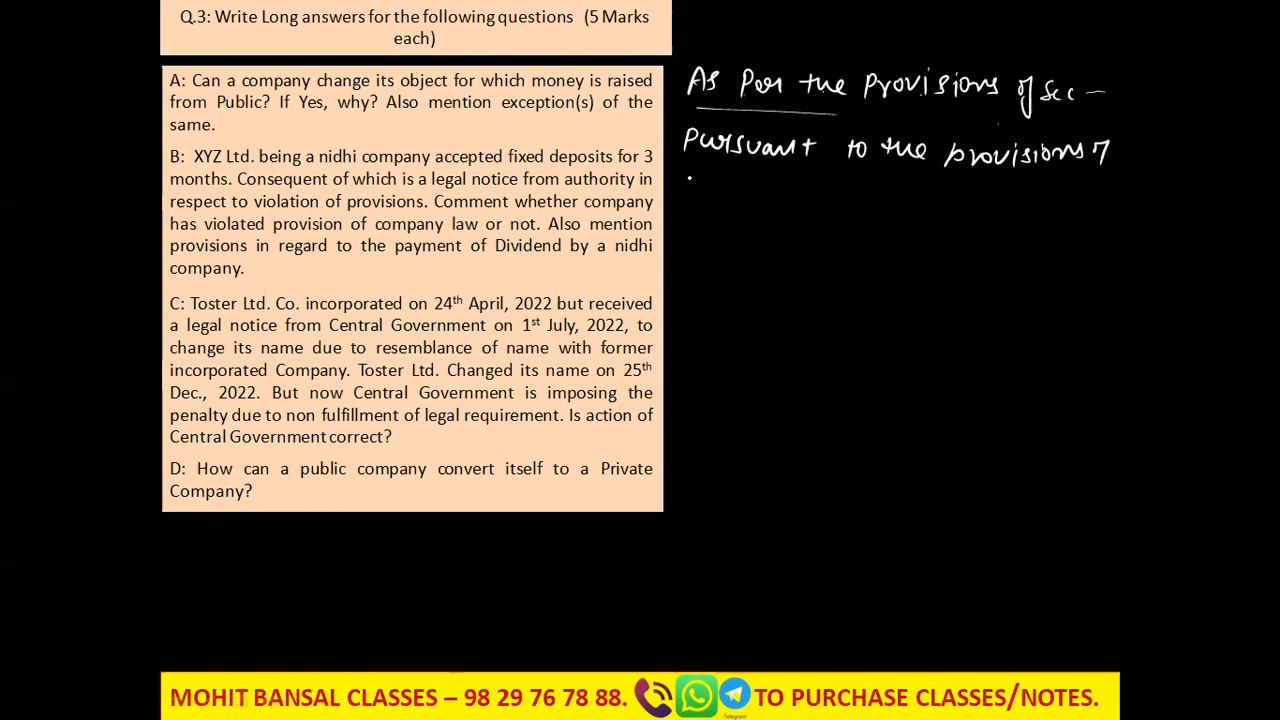 Q.3: Write Long answers for the following questions (5 Marks
each)
A: Can a company change its object for which money is raised
from Public? If Yes, why? Also mention exception(s) of the
same.
B: XYZ Ltd. being a nidhi company accepted fixed deposits for 3
months. Consequent of which is a legal notice from authority in
respect to violation of provisions. Comment whether company
has violated provision of company law or not. Also mention
provisions in regard to the payment of Dividend by a nidhi
company.
C: Toster Ltd. Co. incorporated on 24th April, 2022 but received
a legal notice from Central Government on 1st July, 2022, to
change its name due to resemblance of name with former
incorporated Company. Toster Ltd. Changed its name on 25th
Dec., 2022. But now Central Government is imposing the
penalty due to non fulfillment of legal requirement. Is action of
Central Government correct?
D: How can a public company convert itself to a Private
Company?
As Per the Provisions of Sec –
Pursuant to the provisions
MOHIT BANSAL CLASSES – 98 29 76 78 88. TO PURCHASE CLASSES/NOTES.
Telegram